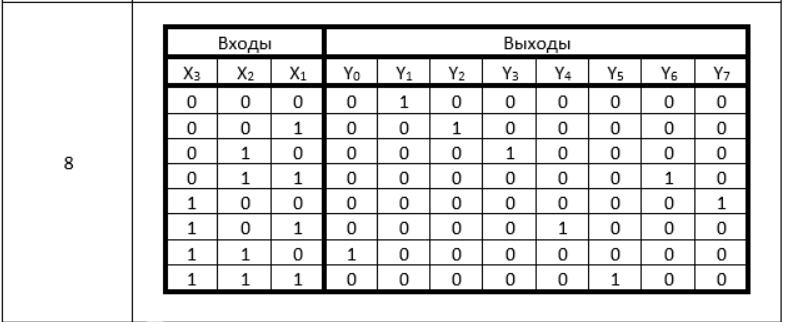 Входы Выходы
X₃ X₂ X₁ Y₀ Y₁ Y₂ Y₃ Y₄ Y₅ Y₆ Y₇
0 0 0 0 1 0 0 0 0 0 0
0 0 1 0 0 1 0 0 0 0 0
0 1 0 0 0 0 1 0 0 0 0
8
0 1 1 0 0 0 0 0 0 1 0
1 0 0 0 0 0 0 0 0 0 1
1 0 1 0 0 0 0 1 0 0 0
1 1 0 1 0 0 0 0 0 0 0
1 1 1 0 0 0 0 0 1 0 0